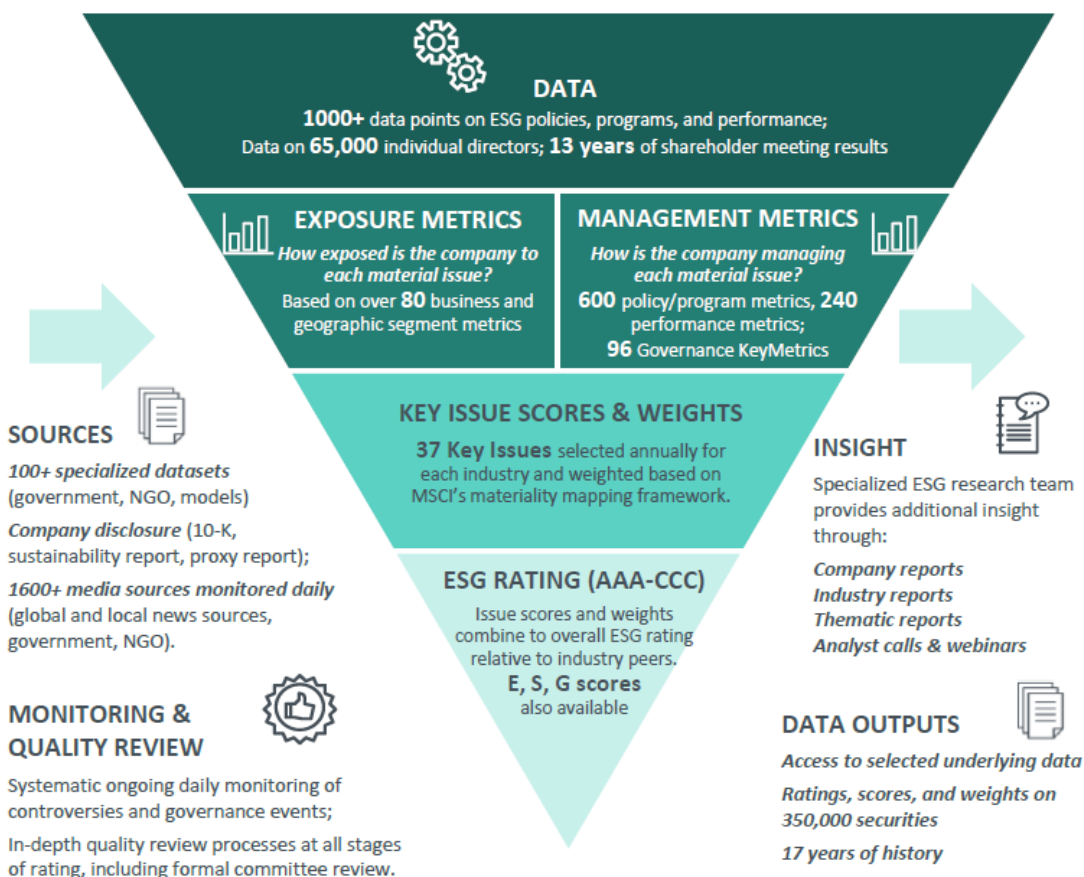 DATA
1000+ data points on ESG policies, programs, and performance;
Data on 65,000 individual directors; 13 years of shareholder meeting results
EXPOSURE METRICS
How exposed is the company to
each material issue?
Based on over 80 business and
geographic segment metrics
MANAGEMENT METRICS
How is the company managing
each material issue?
600 policy/program metrics, 240
performance metrics;
96 Governance KeyMetrics
KEY ISSUE SCORES & WEIGHTS
37 Key Issues selected annually for
each industry and weighted based on
MSCI's materiality mapping framework.
ESG RATING (AAA-CCC)
Issue scores and weights
combine to overall ESG rating
relative to industry peers.
E, S, G scores
also available
SOURCES
100+ specialized datasets
(government, NGO, models)
Company disclosure (10-K,
sustainability report, proxy report);
1600+ media sources monitored daily
(global and local news sources,
government, NGO).
MONITORING &
QUALITY REVIEW
Systematic ongoing daily monitoring of
controversies and governance events;
In-depth quality review processes at all stages
of rating, including formal committee review.
INSIGHT
Specialized ESG research team
provides additional insight
through:
Company reports
Industry reports
Thematic reports
Analyst calls & webinars
DATA OUTPUTS
Access to selected underlying data
Ratings, scores, and weights on
350,000 securities
17 years of history